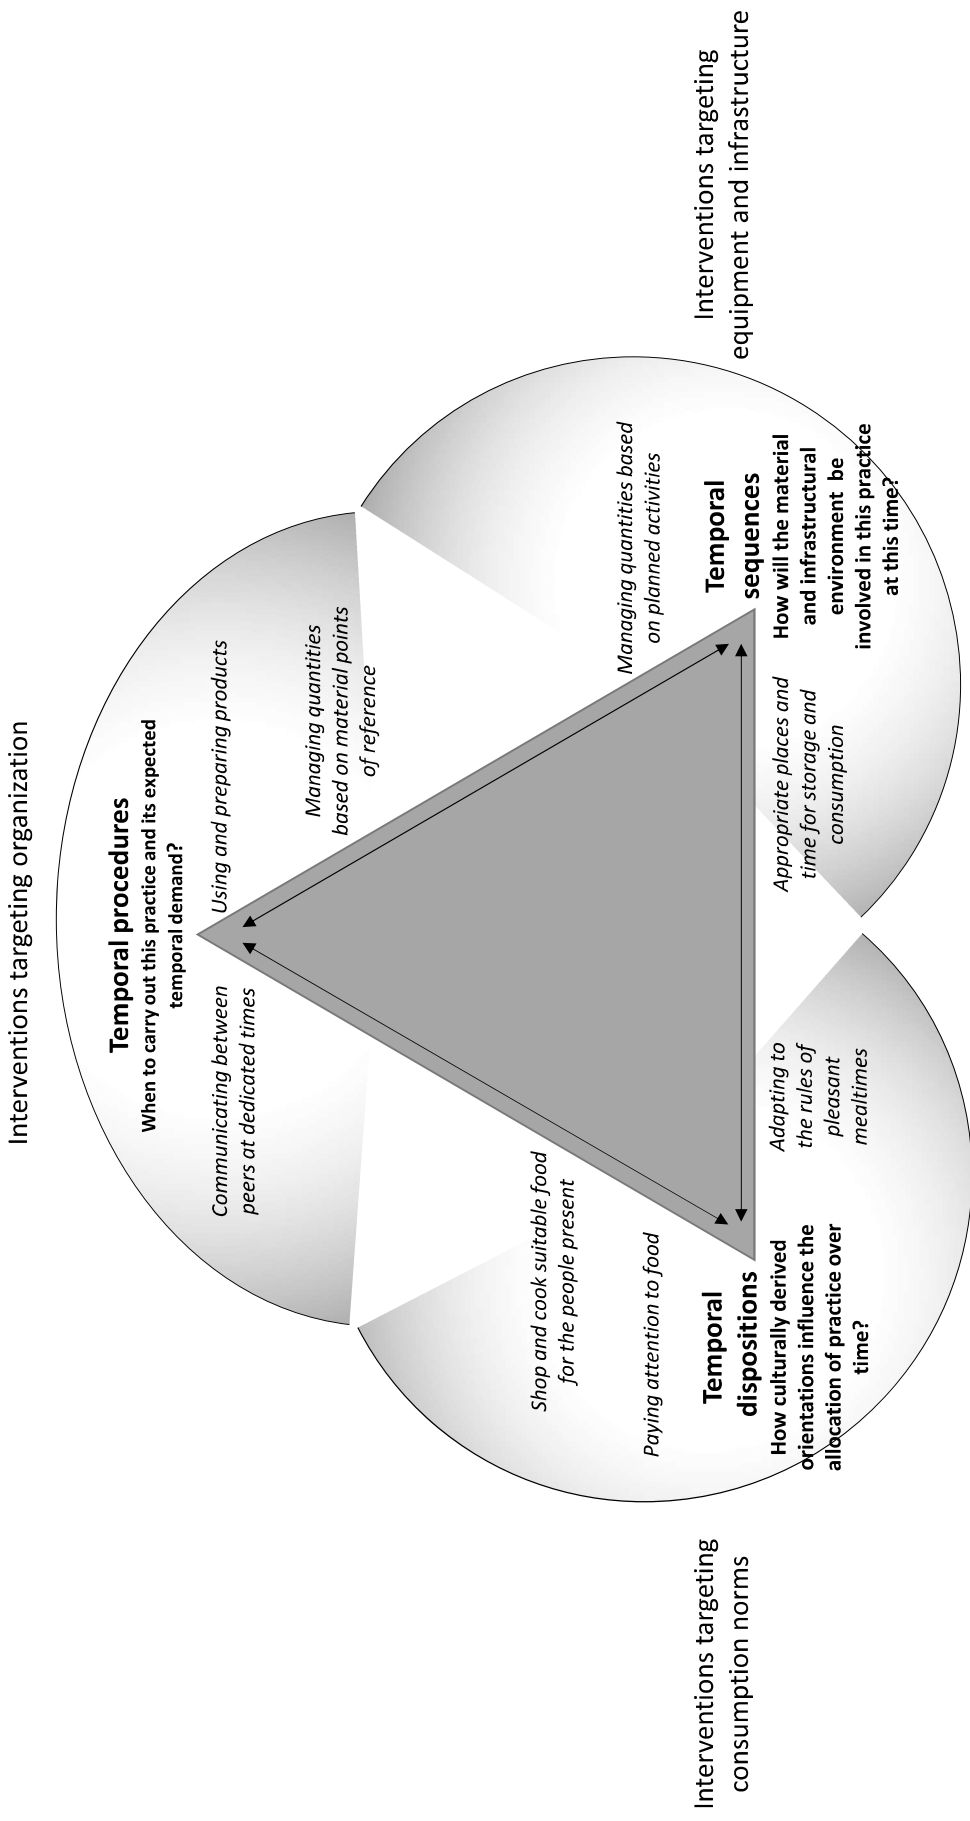 Interventions targeting organization
Temporal procedures
When to carry out this practice and its expected
temporal demand?
Communicating between
peers at dedicated times
Using and preparing products
Managing quantities
based on material points
of reference
Shop and cook suitable food
for the people present
Paying attention to food
Managing quantities based
on planned activities
Interventions targeting
consumption norms
Temporal
dispositions
How culturally derived
orientations influence the
allocation of practice over
time?
Adapting to
the rules of
pleasant
mealtimes
Appropriate places and
time for storage and
consumption
Temporal
sequences
How will the material
and infrastructural
environment be
involved in this practice
at this time?
Interventions targeting
equipment and infrastructure